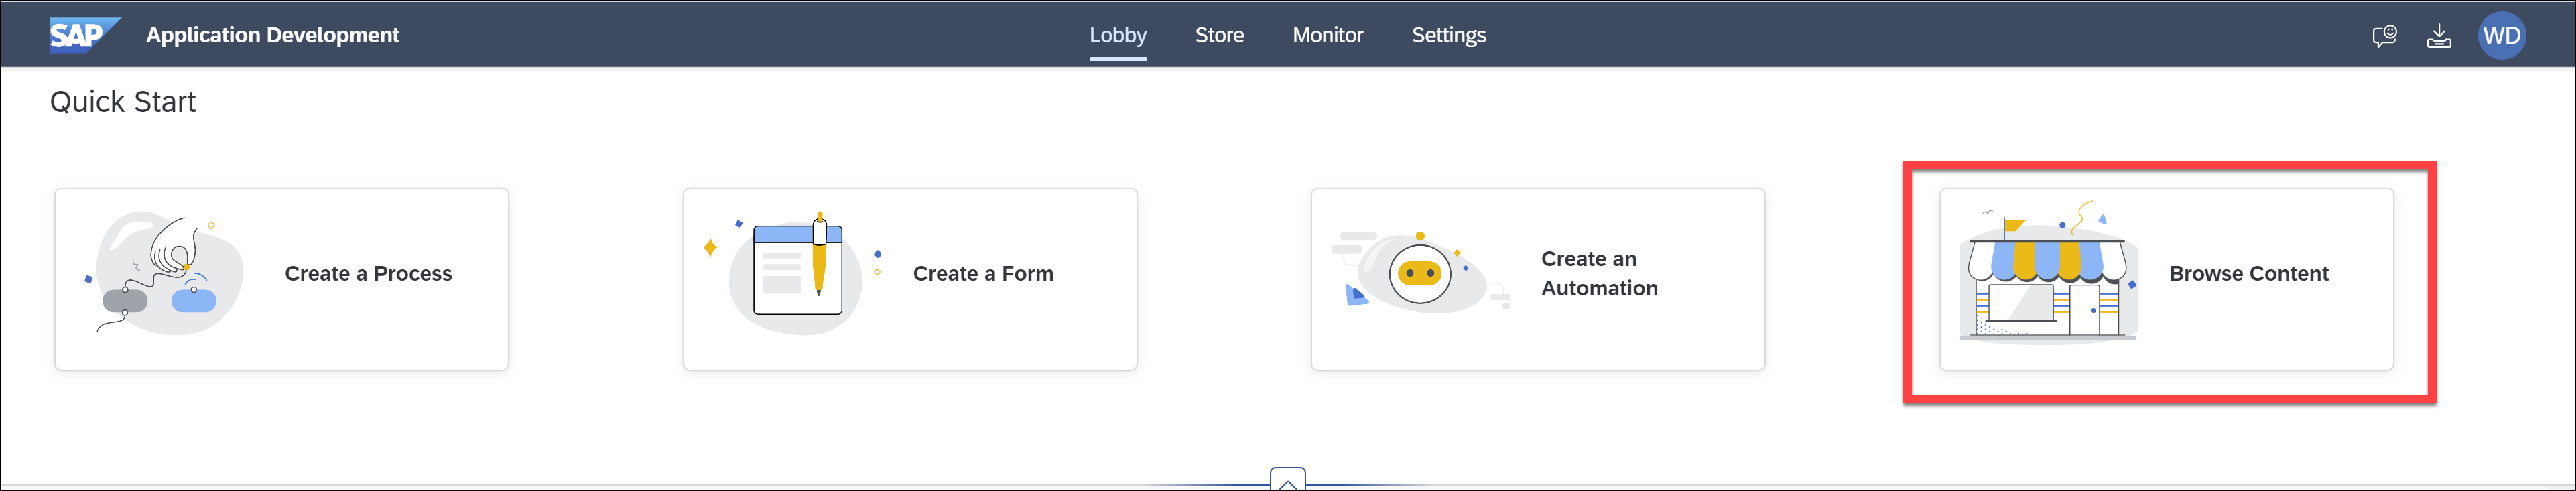 SAP Application Development
Lobby Store Monitor Settings
WD
Quick Start
Create a Process
Create a Form
Create an
Automation
Browse Content